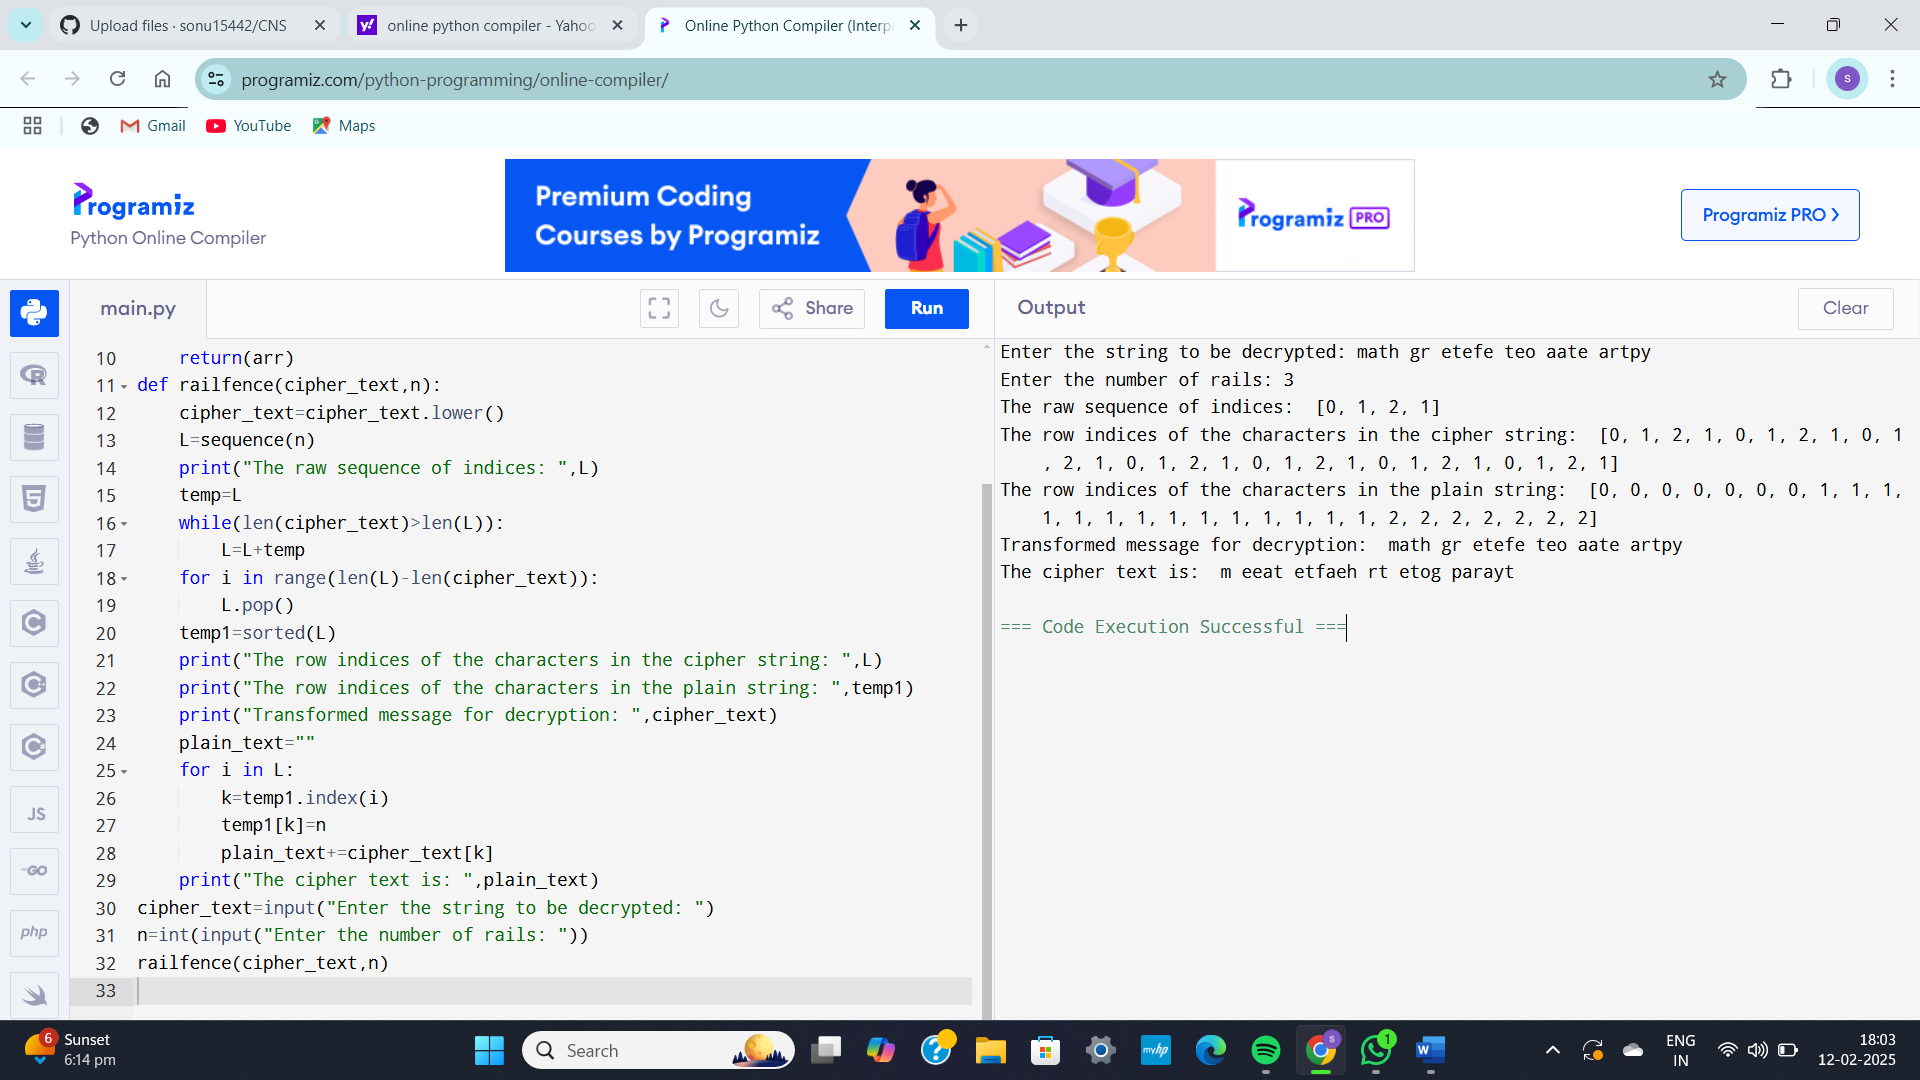 Upload files · sonu15442/CNS
online python compiler - Yahoo
Online Python Compiler (Interp
programiz.com/python-programming/online-compiler/
S
Gmail
YouTube
Maps
Programiz
Python Online Compiler
Premium Coding
Courses by Programiz
Programiz PRO
Programiz PRO ›
main.py
Share
Run
Output
Clear
10 return(arr)
11 def railfence(cipher_text,n):
12 cipher_text=cipher_text.lower()
13 L=sequence(n)
14 print("The raw sequence of indices: ",L)
15 temp=L
16 while(len(cipher_text)>len(L)):
17 L=L+temp
18 for i in range(len(L)-len(cipher_text)):
19 L.pop()
20 temp1=sorted(L)
21 print("The row indices of the characters in the cipher string: ",L)
22 print("The row indices of the characters in the plain string: ",temp1)
23 print("Transformed message for decryption: ",cipher_text)
24 plain_text=""
25 for i in L:
26 k=temp1.index(i)
27 temp1[k]=n
28 plain_text+=cipher_text[k]
29 print("The cipher text is: ",plain_text)
30 cipher_text=input("Enter the string to be decrypted: ")
31 n=int(input("Enter the number of rails: "))
32 railfence(cipher_text,n)
33
Enter the string to be decrypted: math gr etefe teo aate artpy
Enter the number of rails: 3
The raw sequence of indices:  [0, 1, 2, 1]
The row indices of the characters in the cipher string:  [0, 1, 2, 1, 0, 1, 2, 1, 0, 1
, 2, 1, 0, 1, 2, 1, 0, 1, 2, 1, 0, 1, 2, 1, 0, 1, 2, 1]
The row indices of the characters in the plain string:  [0, 0, 0, 0, 0, 0, 0, 1, 1, 1,
1, 1, 1, 1, 1, 1, 1, 1, 1, 1, 1, 2, 2, 2, 2, 2, 2, 2]
Transformed message for decryption:  math gr etefe teo aate artpy
The cipher text is:  m eeat etfaeh rt etog parayt
=== Code Execution Successful ===
JS
GO
php
6
Sunset
6:14 pm
Search
myhp
S
1
W
ENG
IN
18:03
12-02-2025